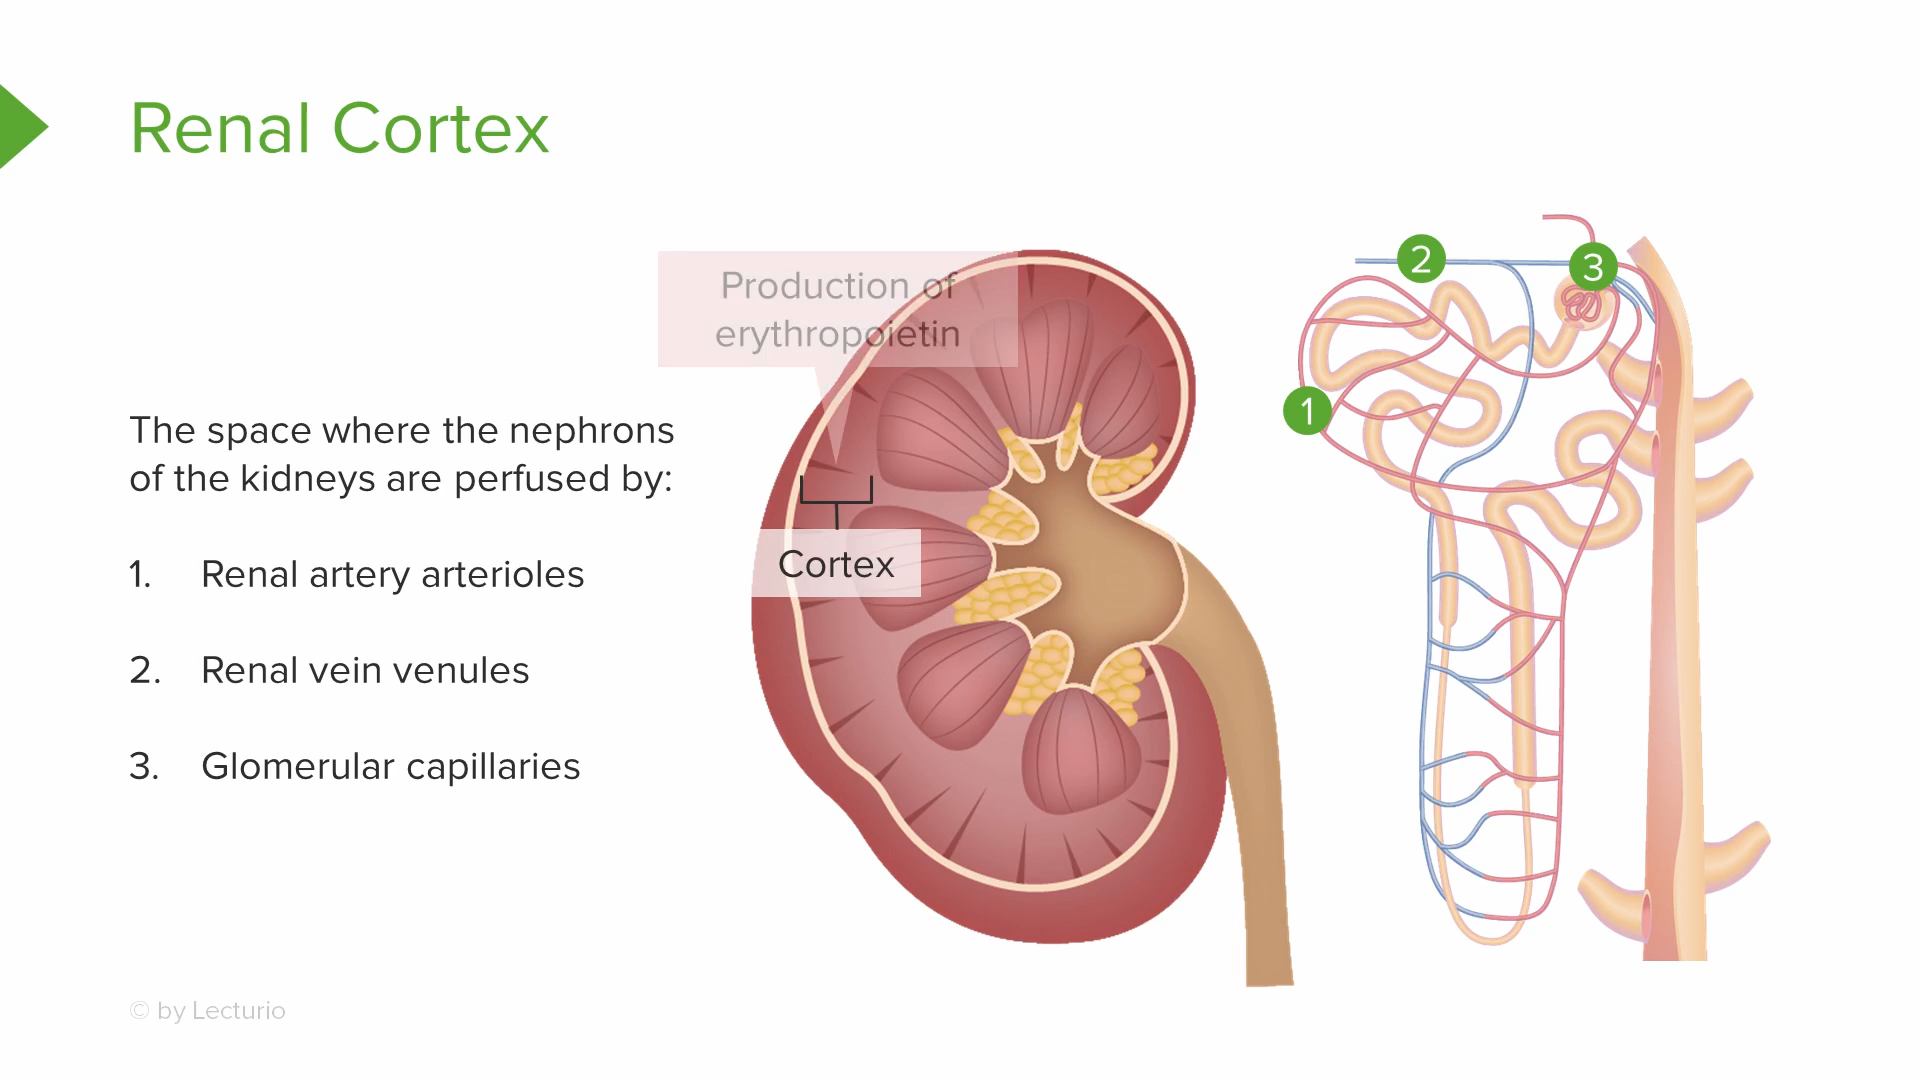 Renal Cortex
The space where the nephrons
of the kidneys are perfused by:
1. Renal artery arterioles
2. Renal vein venules
3. Glomerular capillaries
Production of
erythropoietin
Cortex
1
2
3
© by Lecturio